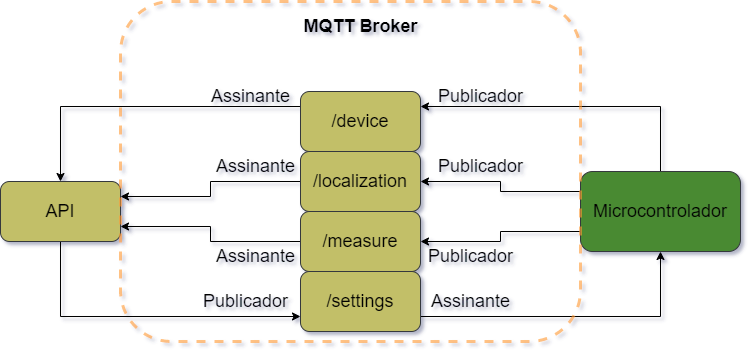 MQTT Broker
Assinante
Publicador
/device
Assinante
Publicador
/localization
API
Microcontrolador
/measure
Assinante
Publicador
Publicador
/settings
Assinante